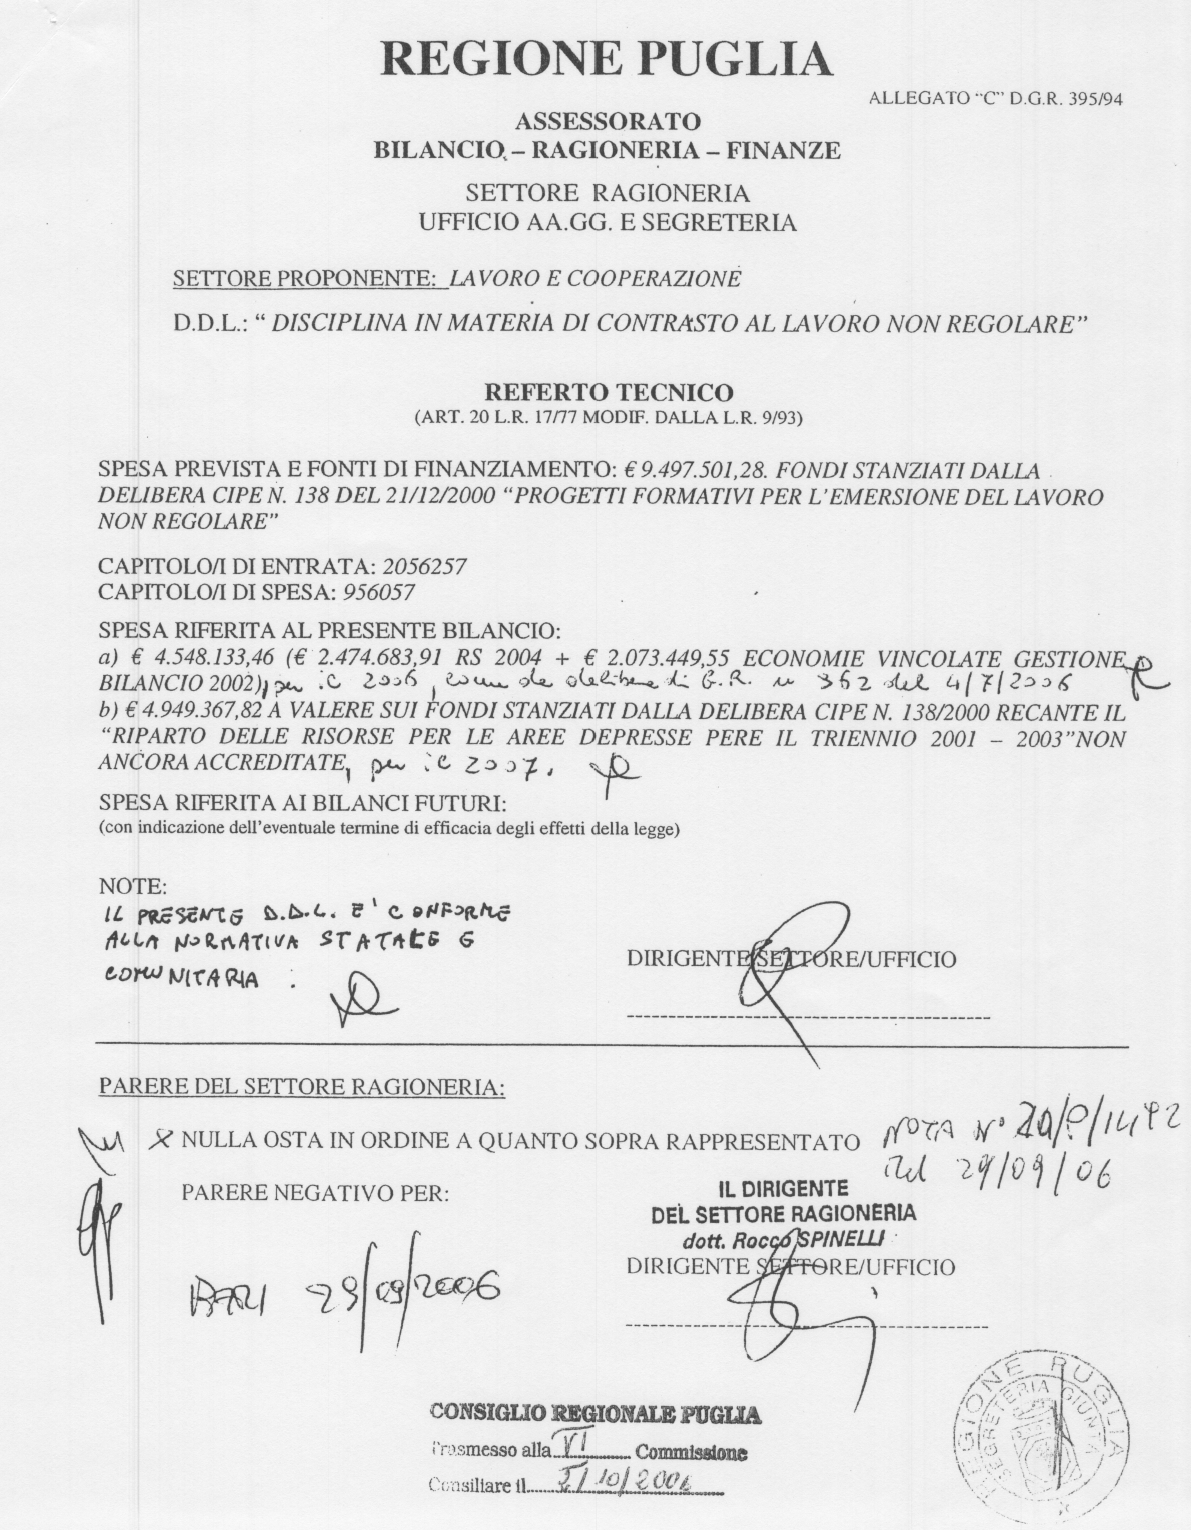 REGIONE PUGLIA
ALLEGATO "C" D.G.R. 395/94
ASSESSORATO
BILANCIO – RAGIONERIA – FINANZE
SETTORE RAGIONERIA
UFFICIO AA.GG. E SEGRETERIA
SETTORE PROPONENTE: LAVORO E COOPERAZIONE
D.D.L.: " DISCIPLINA IN MATERIA DI CONTRASTO AL LAVORO NON REGOLARE"
REFERTO TECNICO
(ART. 20 L.R. 17/77 MODIF. DALLA L.R. 9/93)
SPESA PREVISTA E FONTI DI FINANZIAMENTO: € 9.497.501,28. FONDI STANZIATI DALLA
DELIBERA CIPE N. 138 DEL 21/12/2000 "PROGETTI FORMATIVI PER L'EMERSIONE DEL LAVORO
NON REGOLARE"
CAPITOLO/I DI ENTRATA: 2056257
CAPITOLO/I DI SPESA: 956057
SPESA RIFERITA AL PRESENTE BILANCIO:
a) € 4.548.133,46 (€ 2.474.683,91 RS 2004 + € 2.073.449,55 ECONOMIE VINCOLATE GESTIONE
BILANCIO 2002), per il 2006, come da delibera di G.R. n 362 del 4/7/2006
b) € 4.949.367,82 A VALERE SUI FONDI STANZIATI DALLA DELIBERA CIPE N. 138/2000 RECANTE IL
"RIPARTO DELLE RISORSE PER LE AREE DEPRESSE PERE IL TRIENNIO 2001 – 2003"NON
ANCORA ACCREDITATE, per il 2007.
SPESA RIFERITA AI BILANCI FUTURI:
(con indicazione dell'eventuale termine di efficacia degli effetti della legge)
NOTE:
IL PRESENTE D.D.L. E' CONFORME
ALLA NORMATIVA STATALE E
COMUNITARIA.
DIRIGENTE SETTORE/UFFICIO
PARERE DEL SETTORE RAGIONERIA:
X NULLA OSTA IN ORDINE A QUANTO SOPRA RAPPRESENTATO
NOTA N°
del 29/09/06
PARERE NEGATIVO PER:
IL DIRIGENTE
DEL SETTORE RAGIONERIA
dott. Rocco SPINELLI
DIRIGENTE SETTORE/UFFICIO
BARI 29/09/2006
CONSIGLIO REGIONALE PUGLIA
Trasmesso alla VI Commissione
Consiliare il /10/2006
REGIONE PUGLIA
SEGRETERIA GIUNTA